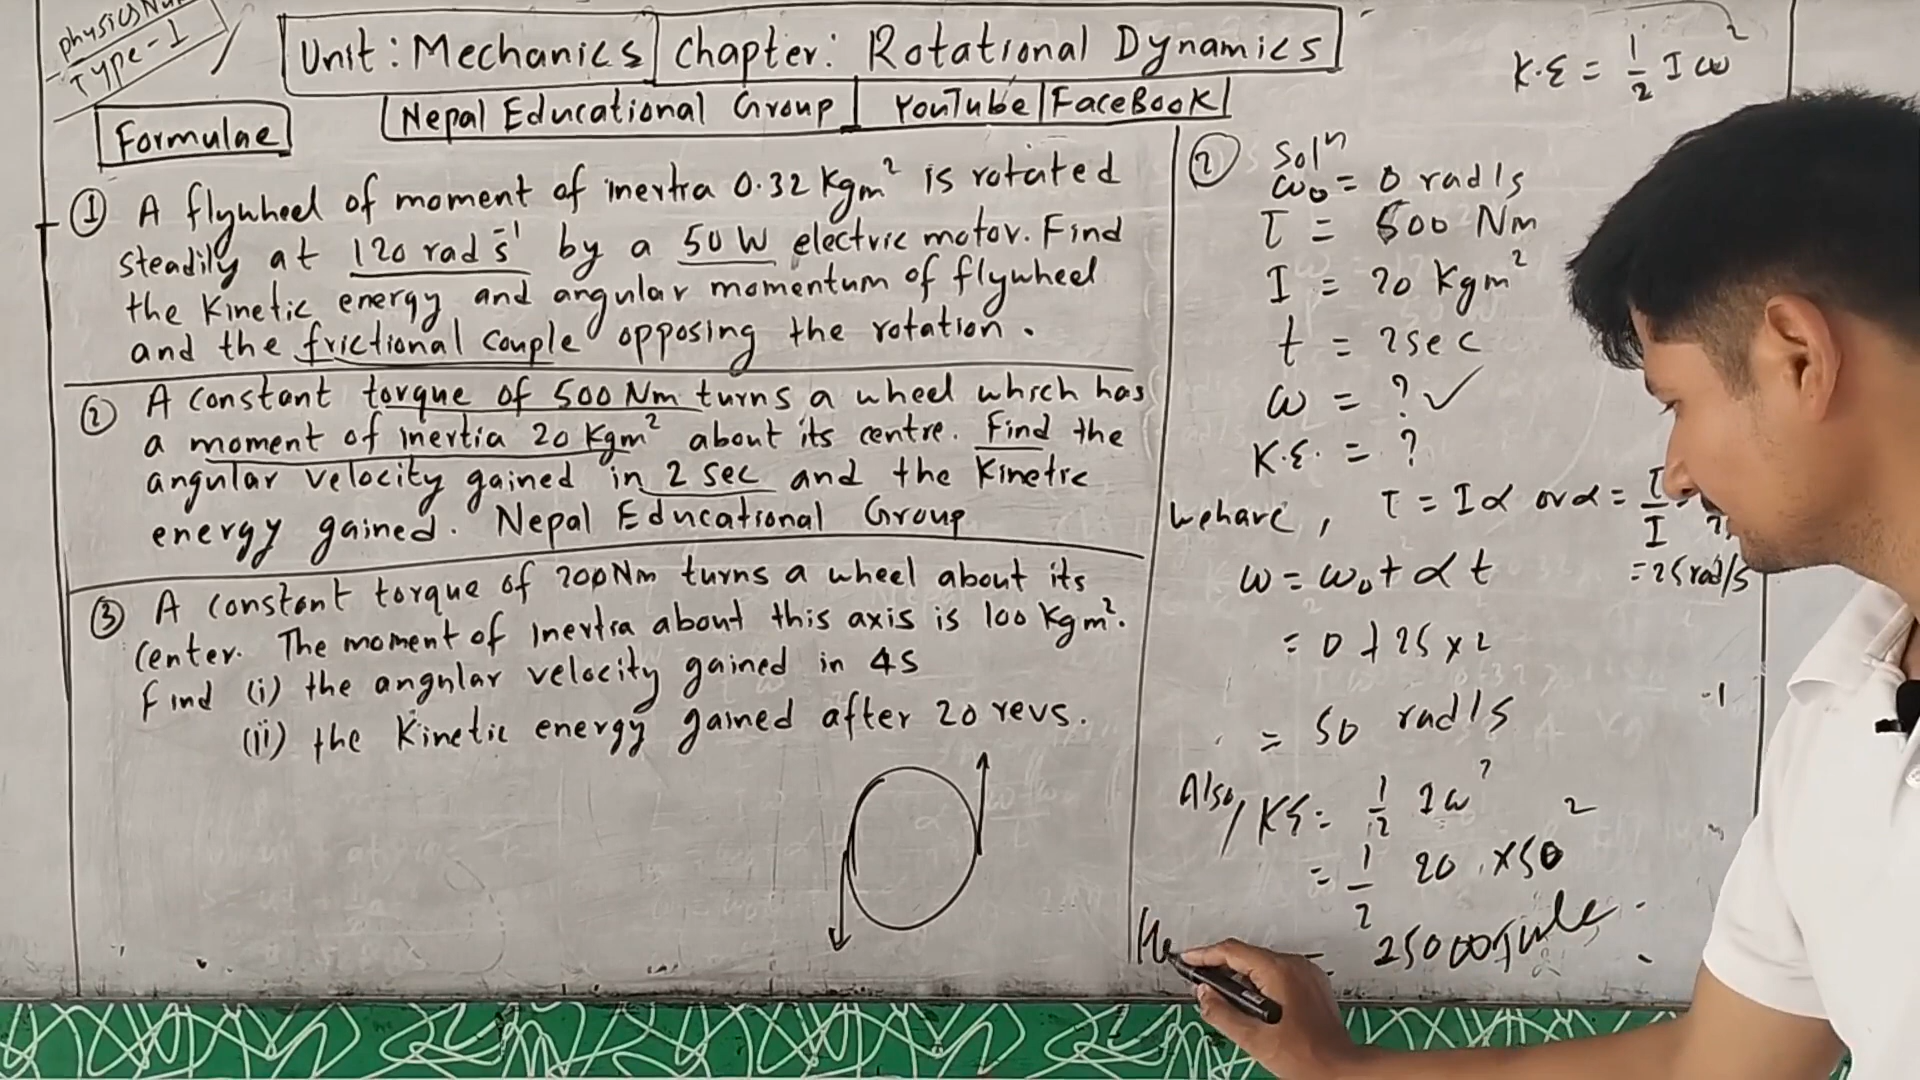 physics Num
Type-I
Unit: Mechanics Chapter: Rotational Dynamics
Nepal Educational Group YouTube FaceBook
Formulae
K.E = 1/2 I ω²
① A flywheel of moment of inertia 0.32 Kgm² is rotated
steadily at 120 rad s⁻¹ by a 50 W electric motor. Find
the Kinetic energy and angular momentum of flywheel
and the frictional couple opposing the rotation.
② A constant torque of 500 Nm turns a wheel which has
a moment of inertia 20 Kgm² about its centre. Find the
angular velocity gained in 2 sec and the Kinetic
energy gained. Nepal Educational Group
③ A constant torque of 200Nm turns a wheel about its
center. The moment of inertia about this axis is 100 Kgm².
Find (i) the angular velocity gained in 4s
(ii) the Kinetic energy gained after 20 revs.
② Solⁿ
ω₀ = 0 rad/s
τ = 500 Nm
I = 20 Kgm²
t = 2sec
ω = ? ✓
K.E. = ?
We have, τ = Iα or α = τ/I
= 25 rad/s
ω = ω₀ + αt
= 0 + 25 × 2
= 50 rad/s
-1
Also, KE = 1/2 Iω²
= 1/2 20 × 50²
= 25000 Jule
He